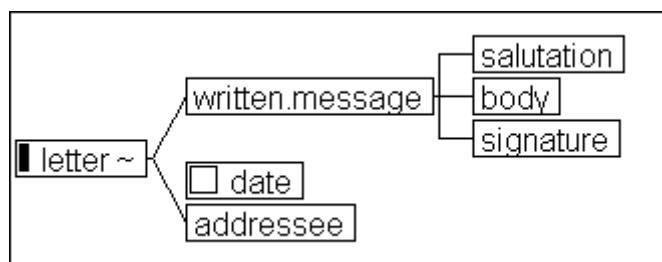 salutation
written.message
body
signature
letter ~
date
addressee